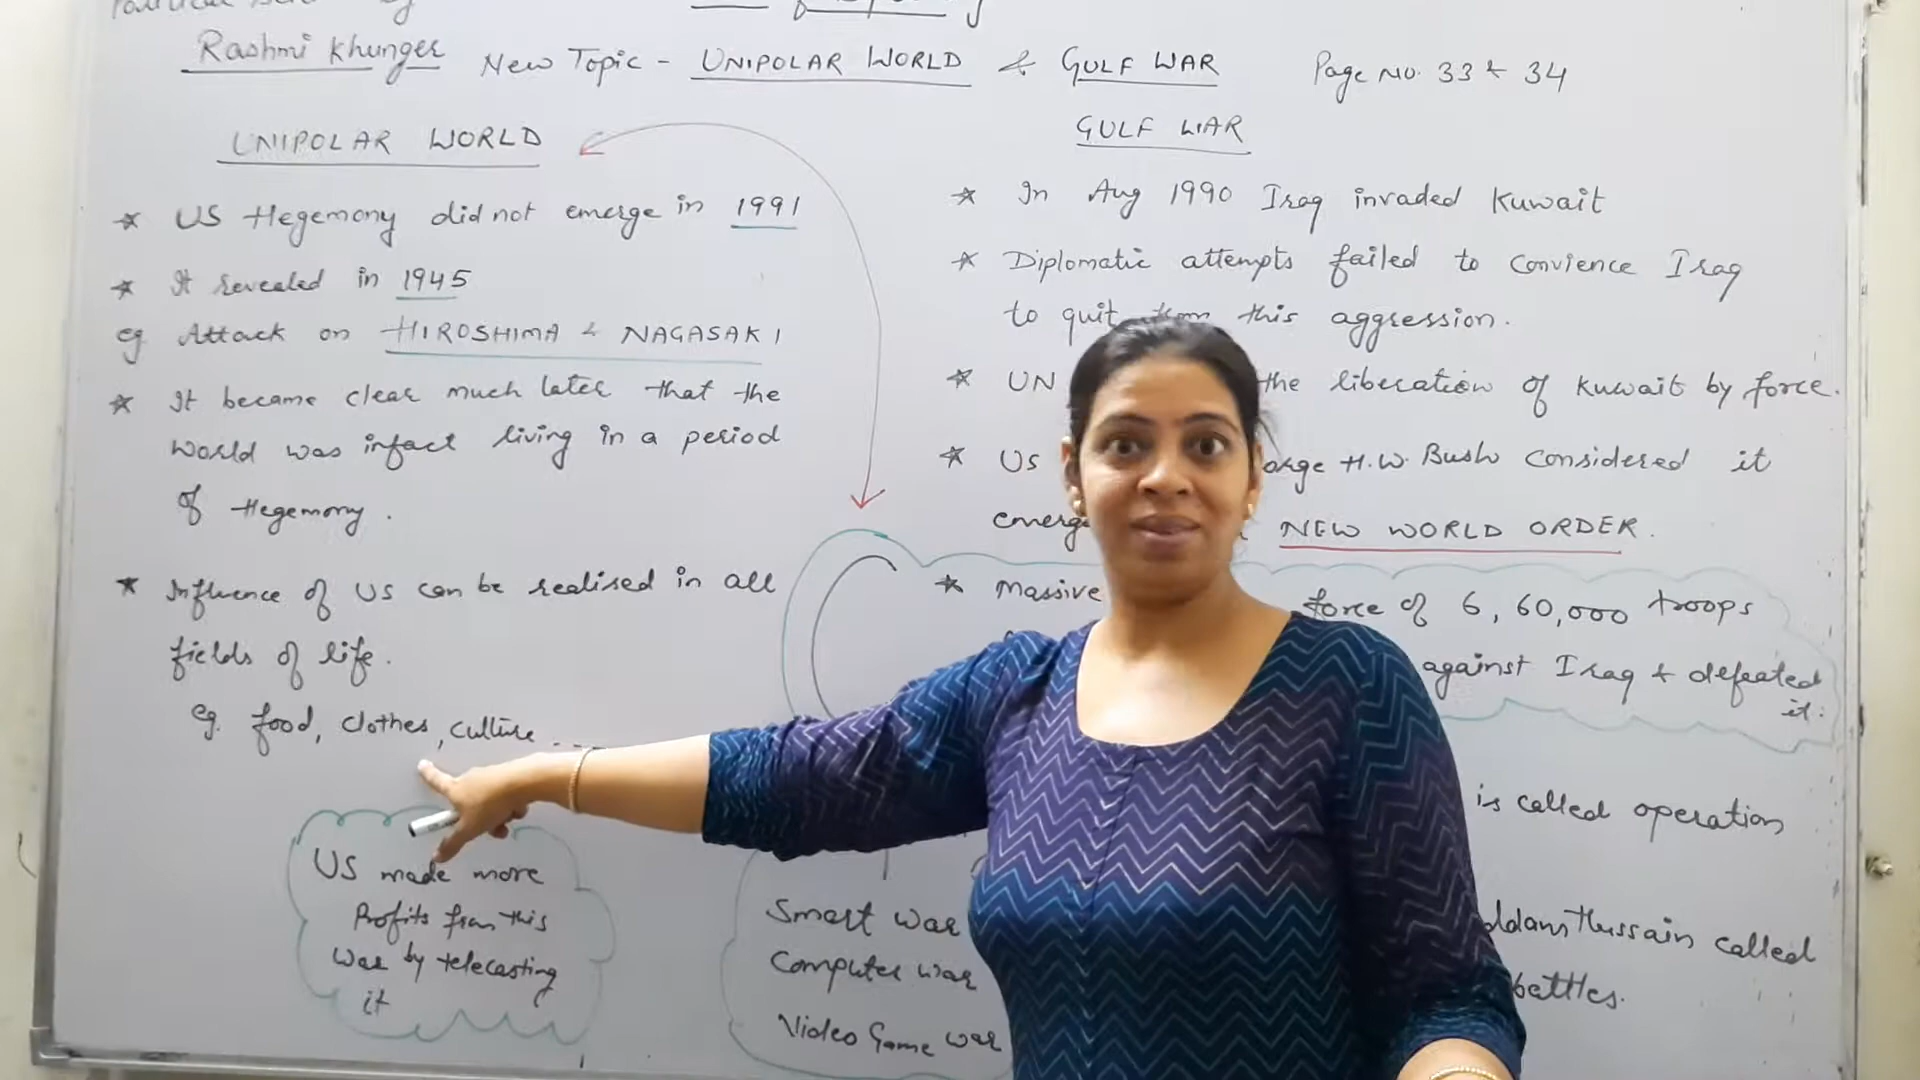 Rashmi Khunger
New Topic - UNIPOLAR WORLD & GULF WAR
Page No. 33 & 34
UNIPOLAR WORLD
* US Hegemony did not emerge in 1991
* It revealed in 1945
eg Attack on HIROSHIMA & NAGASAKI
* It became clear much later that the
World was infact living in a period
of Hegemony.
* Influence of US can be realised in all
fields of life.
eg. food, clothes, culture ----
US made more
Profits from this
War by telecasting
it
GULF WAR
* In Aug 1990 Iraq invaded Kuwait
* Diplomatic attempts failed to convience Iraq
to quit from this aggression.
* UN the liberation of Kuwait by force.
* US H.W. Bush considered it
NEW WORLD ORDER.
* Massive force of 6,60,000 troops
against Iraq & defeated
it.
is called operation
Smart war
Computer war
Video Game war
Hussain called
battles.